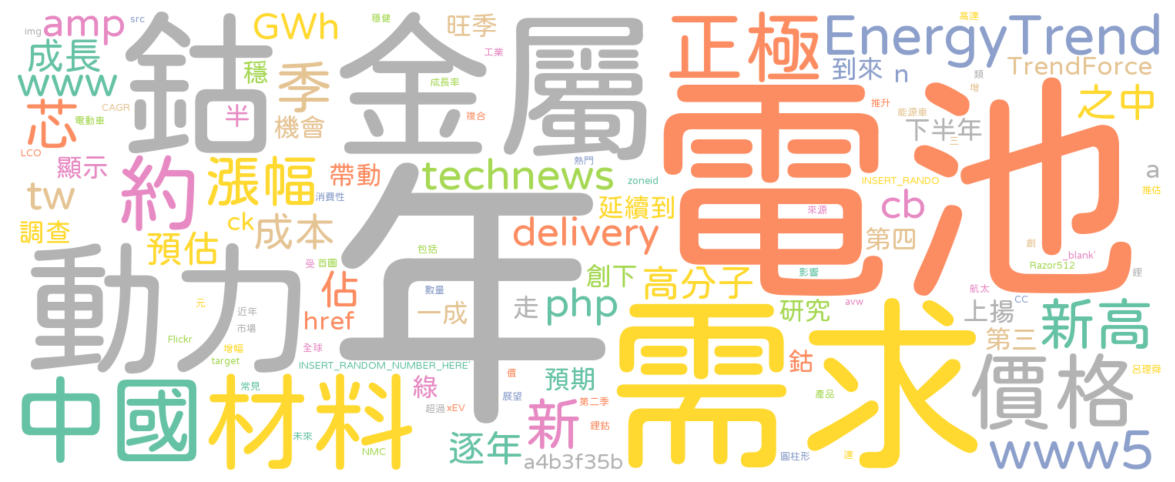 img
amp
src
穩健
GWh
旺季
鈷
金屬
正極
高達
EnergyTrend
成長
www
穩
季
工業
成長率
到來
n
類
增
TrendForce
芯
CAGR
電動車
半
機會
複合
電池
推升
能源車
下半年
三
之中
LCO
顯示
約
漲幅
帶動
technews
熱門
zoneid
INSERT_RANDO
a
推估
tw
消費性
年
延續到
來源
cb
調查
ck
成本
delivery
第四
預估
包括
創
_blank'
Razor512
動力
受
百圖
佔
數量
創下
高分子
影響
航太
鋰
元
近年
href
一成
走
php
研究
avw
上揚
CC
第三
新高
市場
Flickr
增幅
全球
target
INSERT_RANDOM_NUMBER_HERE'
需求
鈷
價格
呂理舜
中國
材料
常見
綠
價
預期
展望
超過
xEV
新
第二季
產品
未來
NMC
逐年
a4b3f35b
鋰鈷
圓柱形
達
www5